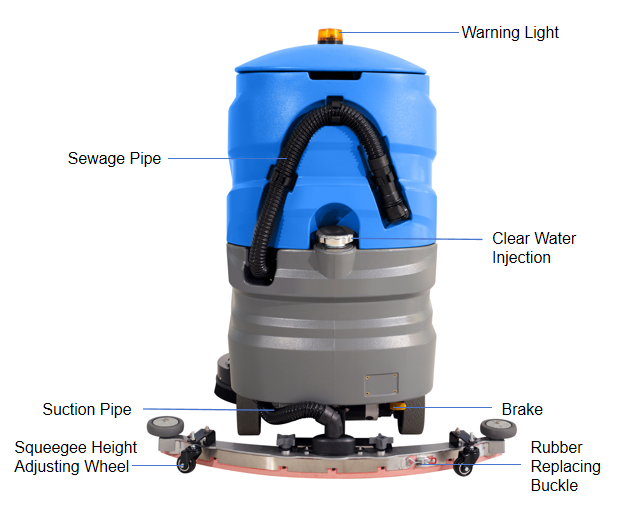 Warning Light
Sewage Pipe
Clear Water
Injection
Suction Pipe
Brake
Squeegee Height
Adjusting Wheel
Rubber
Replacing
Buckle